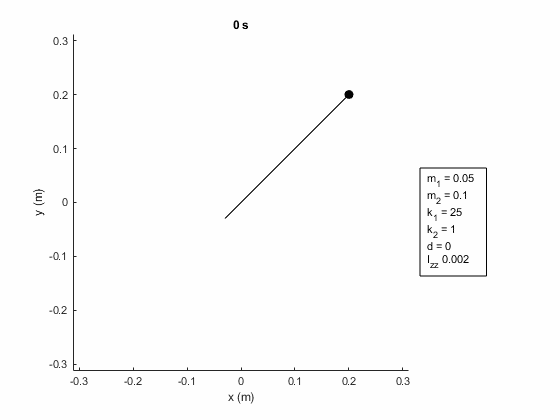 0 s
0.3
0.2
0.1
0
-0.1
-0.2
-0.3
y (m)
-0.3 -0.2 -0.1 0 0.1 0.2 0.3
x (m)
m1 = 0.05
m2 = 0.1
k1 = 25
k2 = 1
d = 0
Izz 0.002